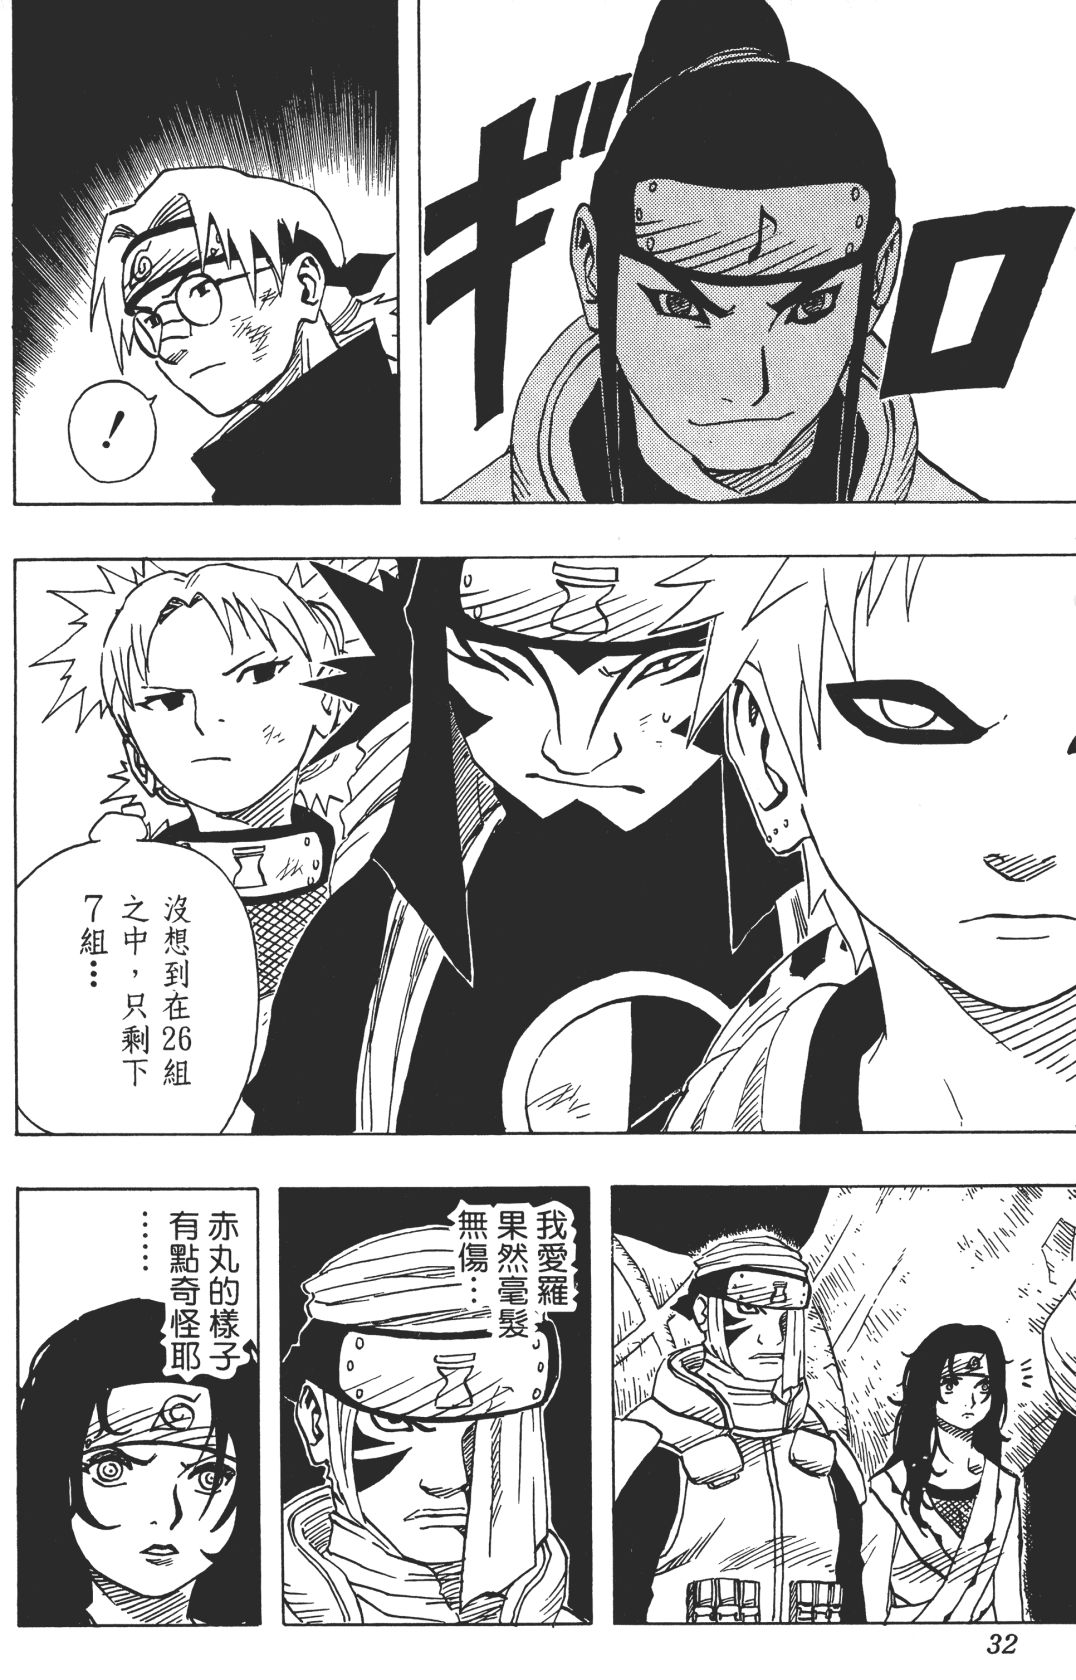 ギロ
！
沒想到在26組
之中，只剩下
7組…
我愛羅
果然毫髮
無傷…
赤丸的樣子
有點奇怪耶
……
32